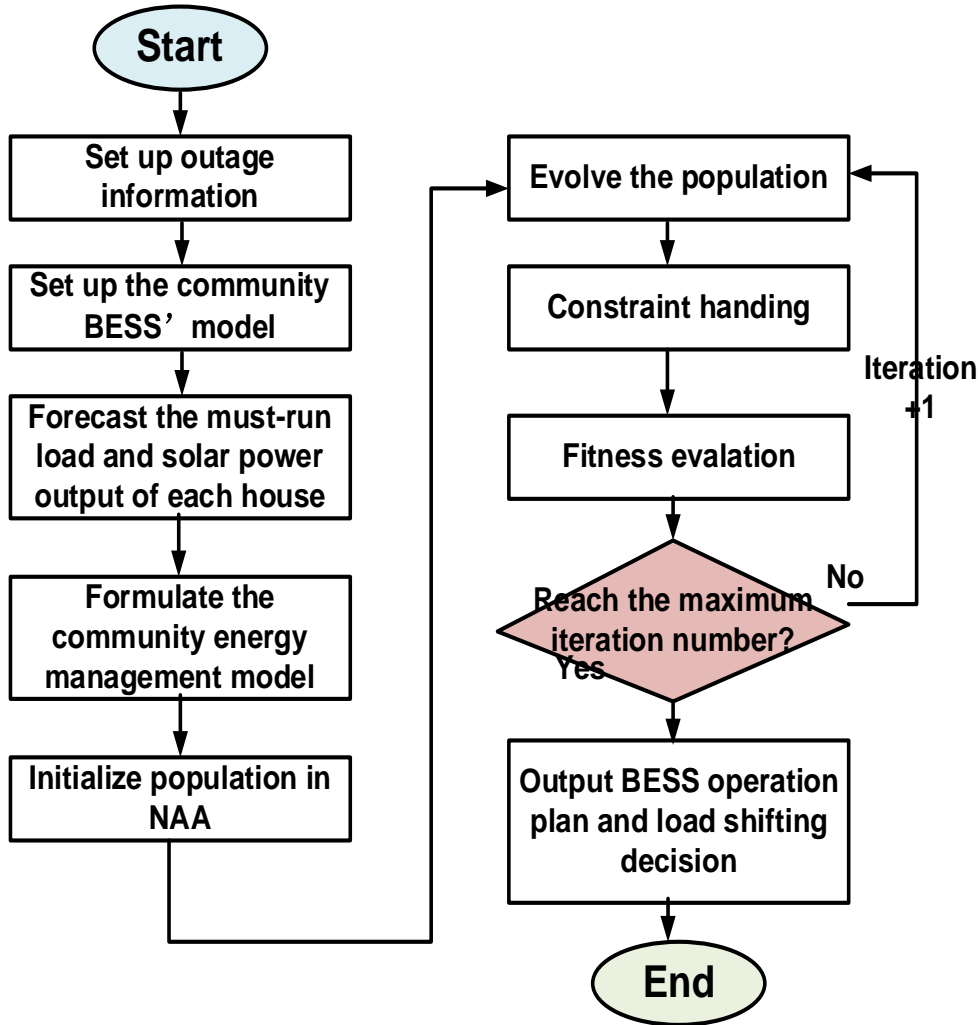 Start
Set up outage
information
Set up the community
BESS’ model
Forecast the must-run
load and solar power
output of each house
Formulate the
community energy
management model
Initialize population in
NAA
Evolve the population
Constraint handing
Iteration
+1
Fitness evalation
No
Reach the maximum
iteration number?
Yes
Output BESS operation
plan and load shifting
decision
End